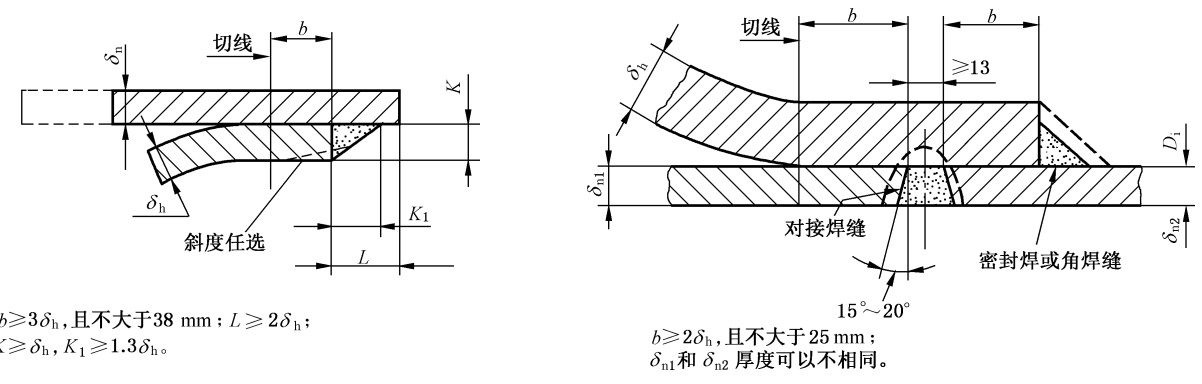 b
切线
δn
K
δh
K1
斜度任选
L
b≥3δh,且不大于38 mm；L≥2δh；
K≥δh, K1≥1.3δh。
b
b
切线
≥13
δh
Di
δn1
对接焊缝
δn2
密封焊或角焊缝
15°～20°
b≥2δh,且不大于25 mm；
δn1和 δn2 厚度可以不相同。